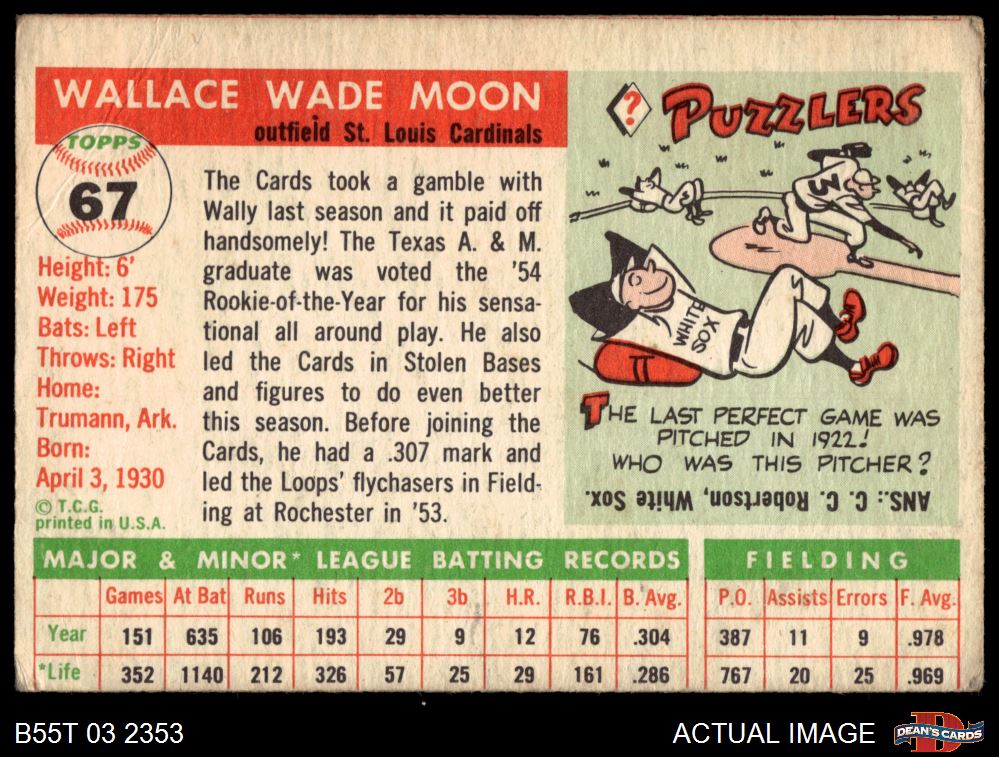 WALLACE WADE MOON
outfield St. Louis Cardinals
TOPPS
67
Height: 6'
Weight: 175
Bats: Left
Throws: Right
Home:
Trumann, Ark.
Born:
April 3, 1930
© T.C.G.
printed in U.S.A.
The Cards took a gamble with
Wally last season and it paid off
handsomely! The Texas A. & M.
graduate was voted the '54
Rookie-of-the-Year for his sensa-
tional all around play. He also
led the Cards in Stolen Bases
and figures to do even better
this season. Before joining the
Cards, he had a .307 mark and
led the Loops' flychasers in Field-
ing at Rochester in '53.
? PUZZLERS
3
WHITE
SOX
THE LAST PERFECT GAME WAS
PITCHED IN 1922!
WHO WAS THIS PITCHER?
ANS.: C. C. Robertson, White Sox.
MAJOR & MINOR* LEAGUE BATTING RECORDS
Games At Bat Runs Hits 2b 3b H.R. R.B.I. B. Avg.
Year 151 635 106 193 29 9 12 76 .304
*Life 352 1140 212 326 57 25 29 161 .286
FIELDING
P.O. Assists Errors F. Avg.
387 11 9 .978
767 20 25 .969
B55T 03 2353
ACTUAL IMAGE
D
DEAN'S CARDS